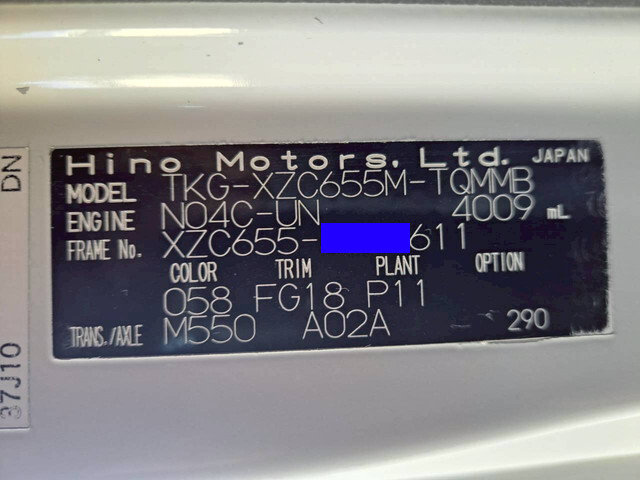 Hino Motors, Ltd. JAPAN
MODEL TKG-XZC655M-TQMMB
ENGINE N04C-UN 4009 mL
FRAME No. XZC655- 611
COLOR TRIM PLANT OPTION
058 FG18 P11
TRANS./AXLE M550 A02A 290
DN
37J10